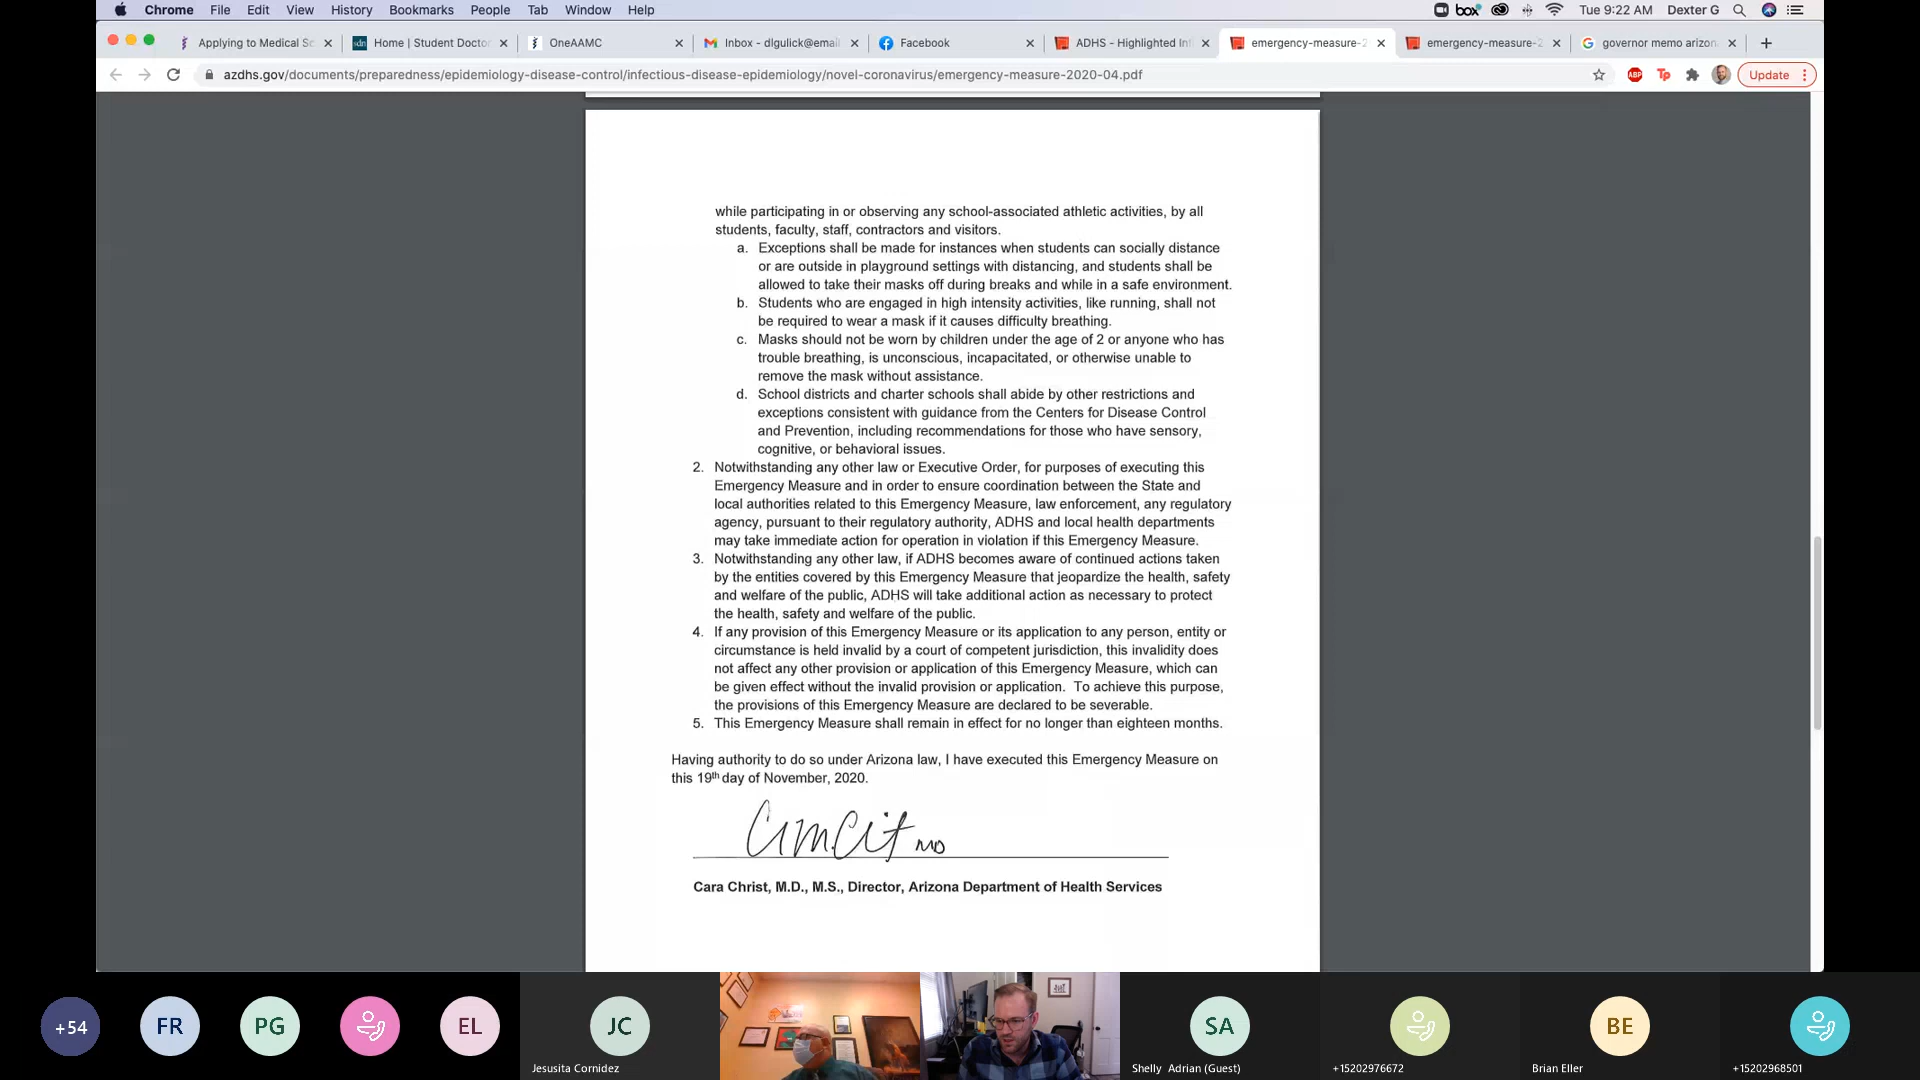 Chrome File Edit View History Bookmarks People Tab Window Help box Tue 9:22 AM Dexter G
Applying to Medical Sc Home | Student Docto OneAAMC Inbox - dlgulick@email Facebook ADHS - Highlighted Inf emergency-measure-2 emergency-measure-2 governor memo arizon
azdhs.gov/documents/preparedness/epidemiology-disease-control/infectious-disease-epidemiology/novel-coronavirus/emergency-measure-2020-04.pdf ABP Tp Update
while participating in or observing any school-associated athletic activities, by all
students, faculty, staff, contractors and visitors.
a. Exceptions shall be made for instances when students can socially distance
or are outside in playground settings with distancing, and students shall be
allowed to take their masks off during breaks and while in a safe environment.
b. Students who are engaged in high intensity activities, like running, shall not
be required to wear a mask if it causes difficulty breathing.
c. Masks should not be worn by children under the age of 2 or anyone who has
trouble breathing, is unconscious, incapacitated, or otherwise unable to
remove the mask without assistance.
d. School districts and charter schools shall abide by other restrictions and
exceptions consistent with guidance from the Centers for Disease Control
and Prevention, including recommendations for those who have sensory,
cognitive, or behavioral issues.
2. Notwithstanding any other law or Executive Order, for purposes of executing this
Emergency Measure and in order to ensure coordination between the State and
local authorities related to this Emergency Measure, law enforcement, any regulatory
agency, pursuant to their regulatory authority, ADHS and local health departments
may take immediate action for operation in violation if this Emergency Measure.
3. Notwithstanding any other law, if ADHS becomes aware of continued actions taken
by the entities covered by this Emergency Measure that jeopardize the health, safety
and welfare of the public, ADHS will take additional action as necessary to protect
the health, safety and welfare of the public.
4. If any provision of this Emergency Measure or its application to any person, entity or
circumstance is held invalid by a court of competent jurisdiction, this invalidity does
not affect any other provision or application of this Emergency Measure, which can
be given effect without the invalid provision or application. To achieve this purpose,
the provisions of this Emergency Measure are declared to be severable.
5. This Emergency Measure shall remain in effect for no longer than eighteen months.
Having authority to do so under Arizona law, I have executed this Emergency Measure on
this 19th day of November, 2020.
MD
Cara Christ, M.D., M.S., Director, Arizona Department of Health Services
+54 FR PG EL JC SA BE
Jesusita Cornidez Shelly Adrian (Guest) +15202976672 Brian Eller +15202968501